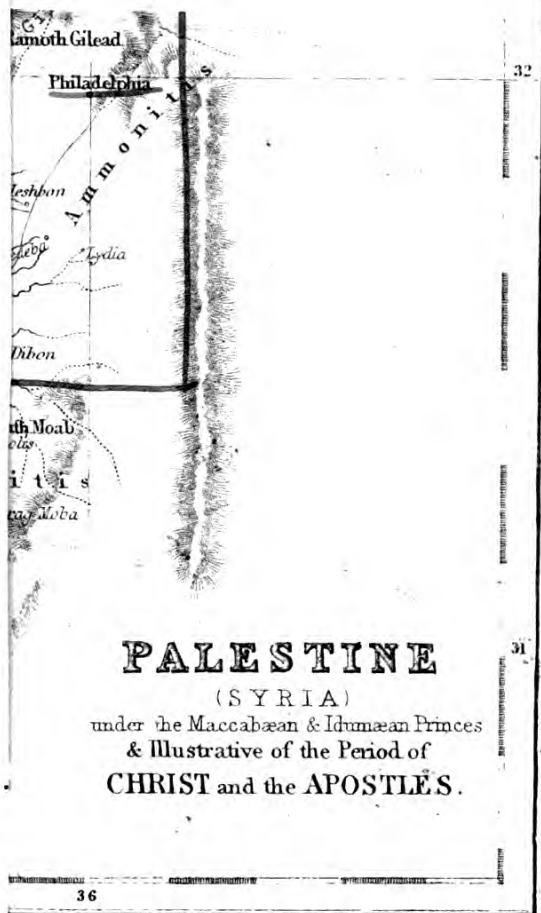 Ramoth Gilead
32
Philadelphia
Ammonitis
Heshbon
Lydia
Dibon
Moab
itis
Moba
PALESTINE
31
(SYRIA)
under the Maccabæan & Idumæan Princes
& Illustrative of the Period of
CHRIST and the APOSTLES.
36